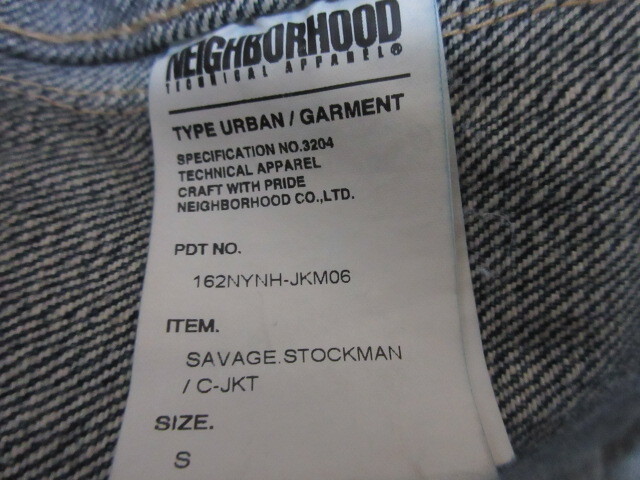 NEIGHBORHOOD
TECHNICAL APPAREL®
TYPE URBAN / GARMENT
SPECIFICATION NO.3204
TECHNICAL APPAREL
CRAFT WITH PRIDE
NEIGHBORHOOD CO.,LTD.
PDT NO.
162NYNH-JKM06
ITEM.
SAVAGE.STOCKMAN
/ C-JKT
SIZE.
S